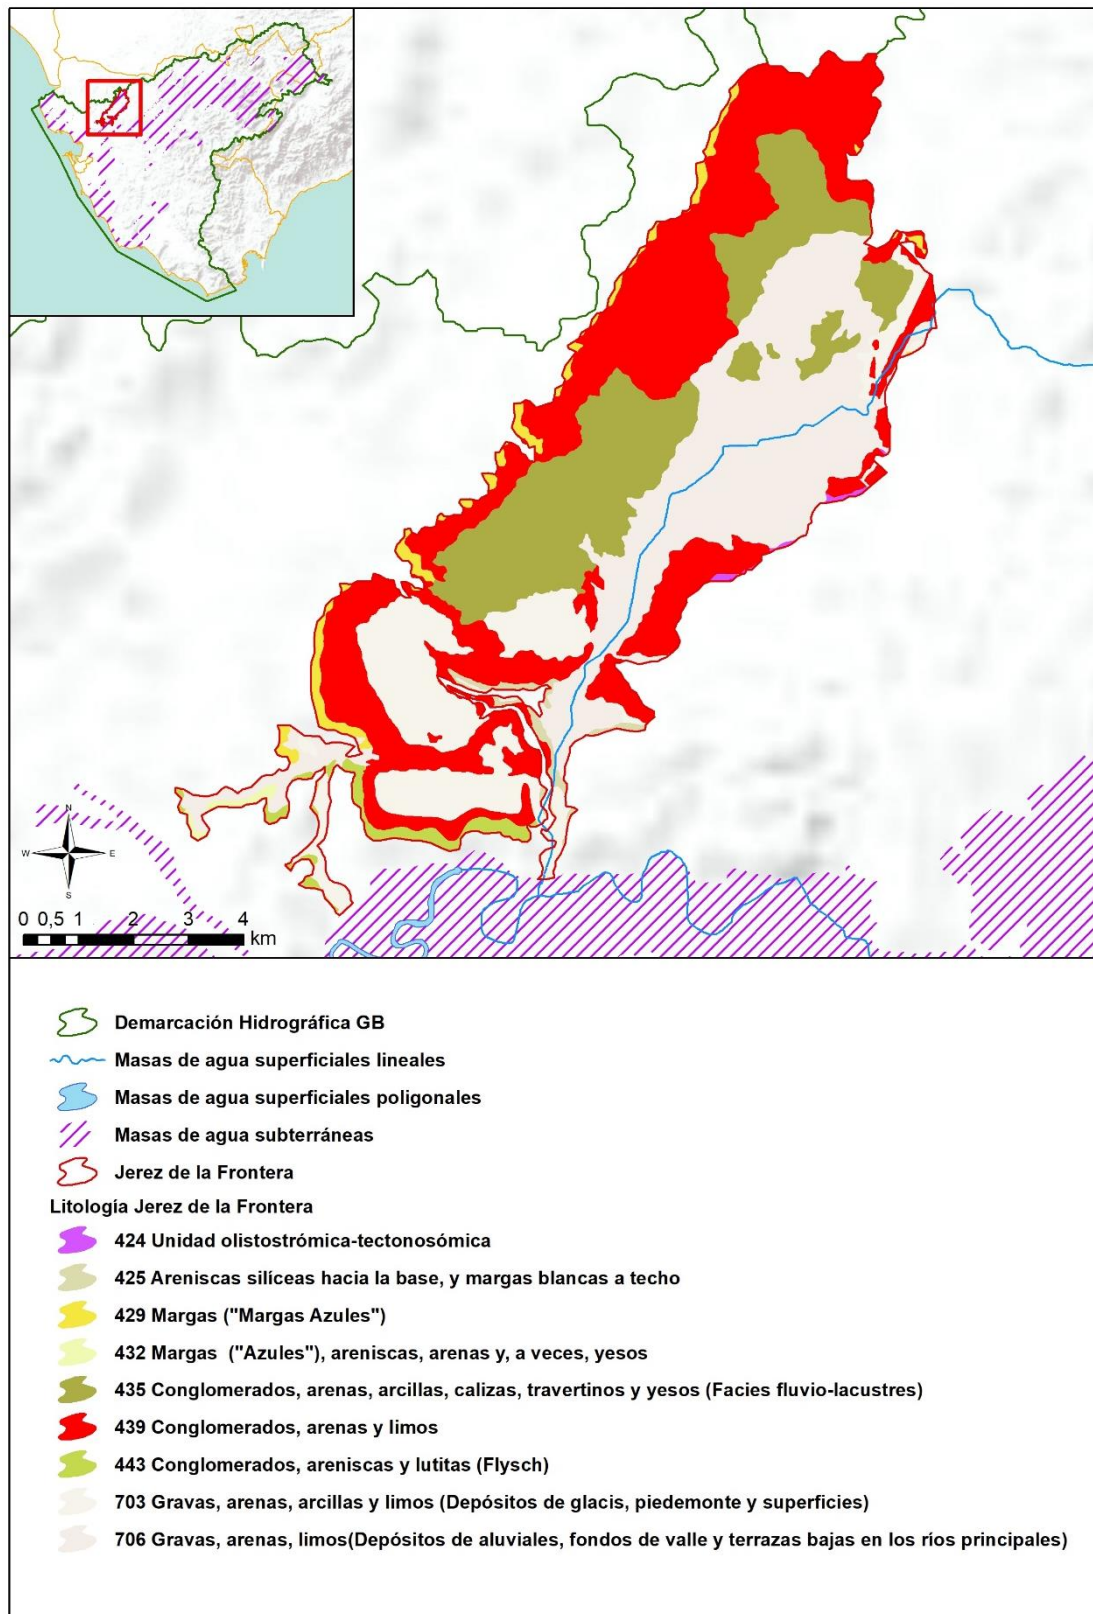 N
W
E
S
0 0,5 1 2 3 4
km
Demarcación Hidrográfica GB
Masas de agua superficiales lineales
Masas de agua superficiales poligonales
Masas de agua subterráneas
Jerez de la Frontera
Litología Jerez de la Frontera
424 Unidad olistostrómica-tectonosómica
425 Areniscas silíceas hacia la base, y margas blancas a techo
429 Margas ("Margas Azules")
432 Margas ("Azules"), areniscas, arenas y, a veces, yesos
435 Conglomerados, arenas, arcillas, calizas, travertinos y yesos (Facies fluvio-lacustres)
439 Conglomerados, arenas y limos
443 Conglomerados, areniscas y lutitas (Flysch)
703 Gravas, arenas, arcillas y limos (Depósitos de glacis, piedemonte y superficies)
706 Gravas, arenas, limos(Depósitos de aluviales, fondos de valle y terrazas bajas en los ríos principales)